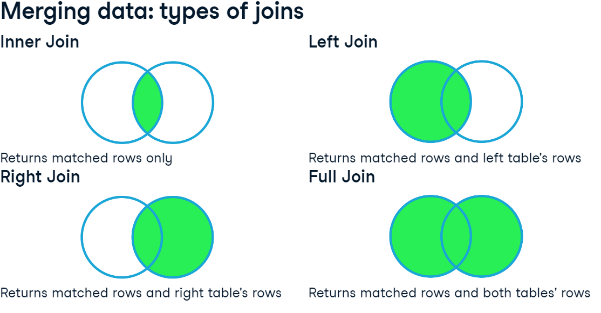 Merging data: types of joins
Inner Join
Left Join
Returns matched rows only
Returns matched rows and left table's rows
Right Join
Full Join
Returns matched rows and right table's rows
Returns matched rows and both tables' rows